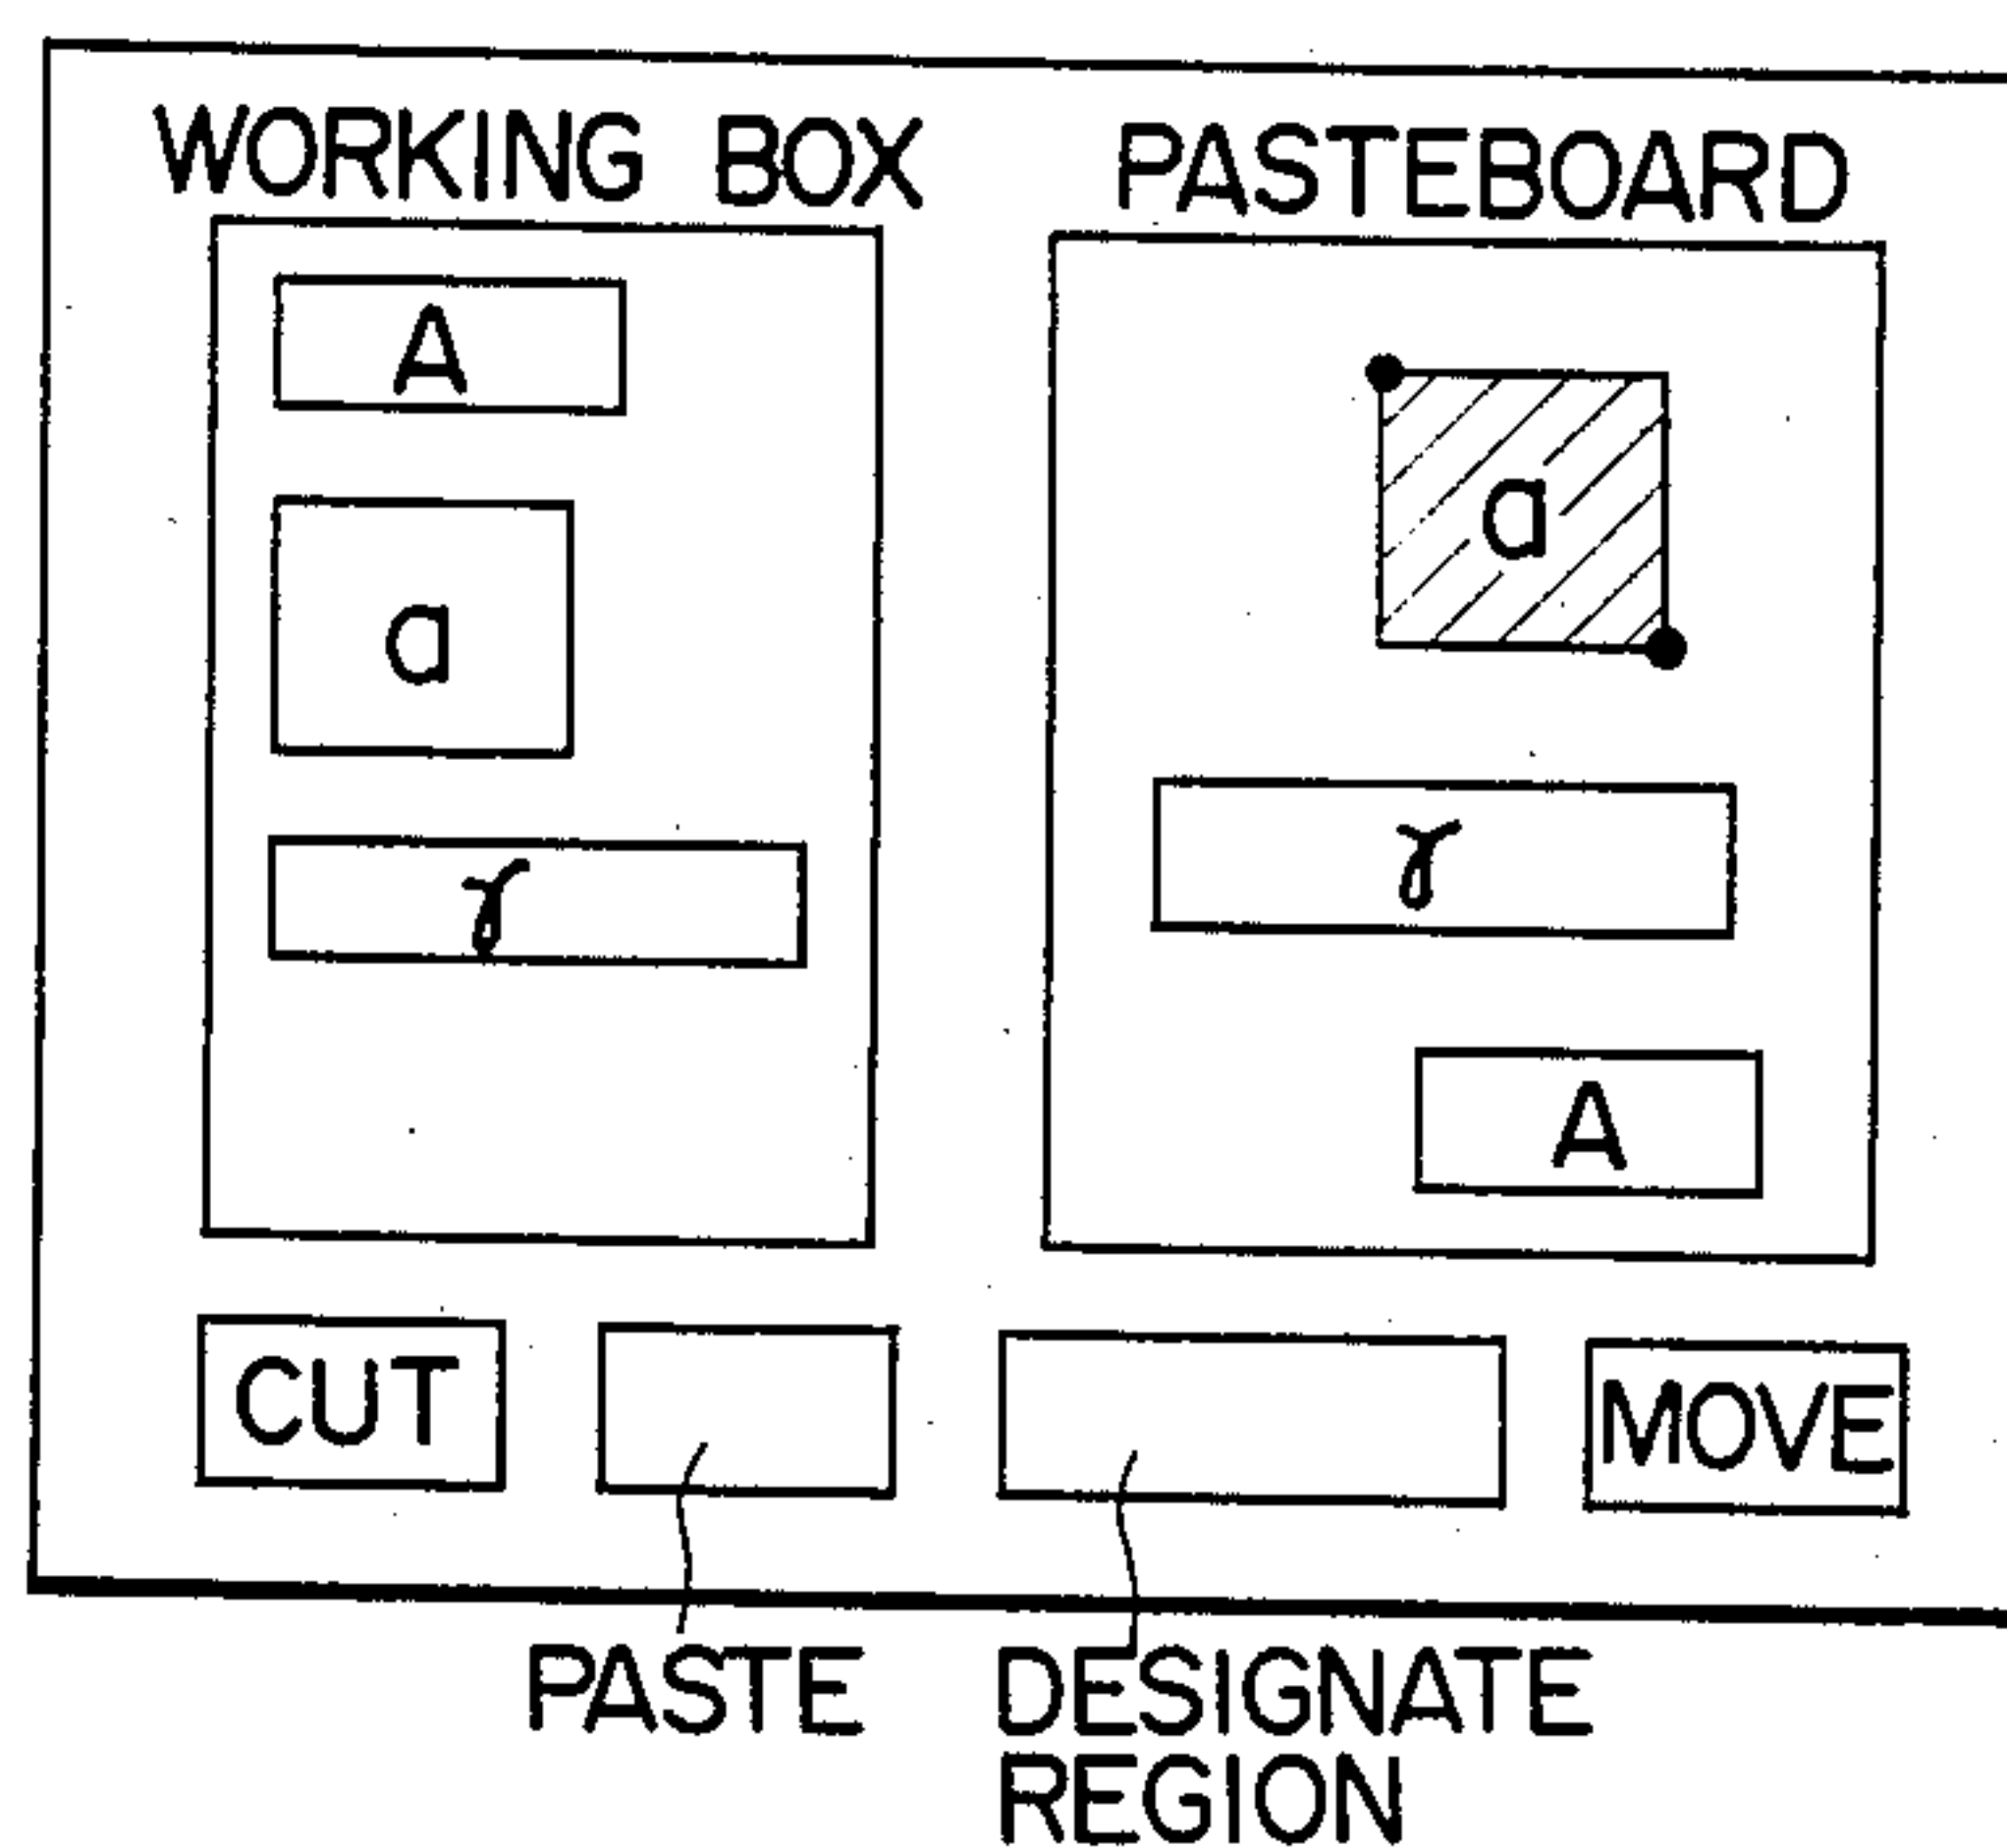 WORKING BOX
PASTEBOARD
A
a
γ
a
γ
A
CUT
MOVE
PASTE
DESIGNATE
REGION